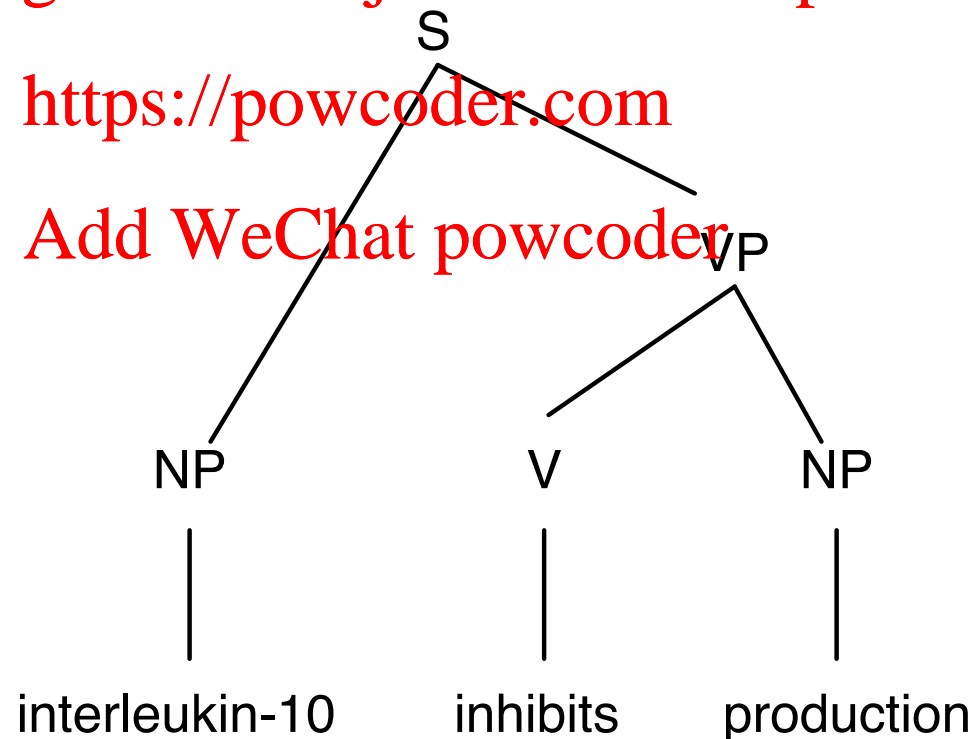 S
https://powcoder.com
Add WeChat powcoder
VP
NP V NP
interleukin-10 inhibits production